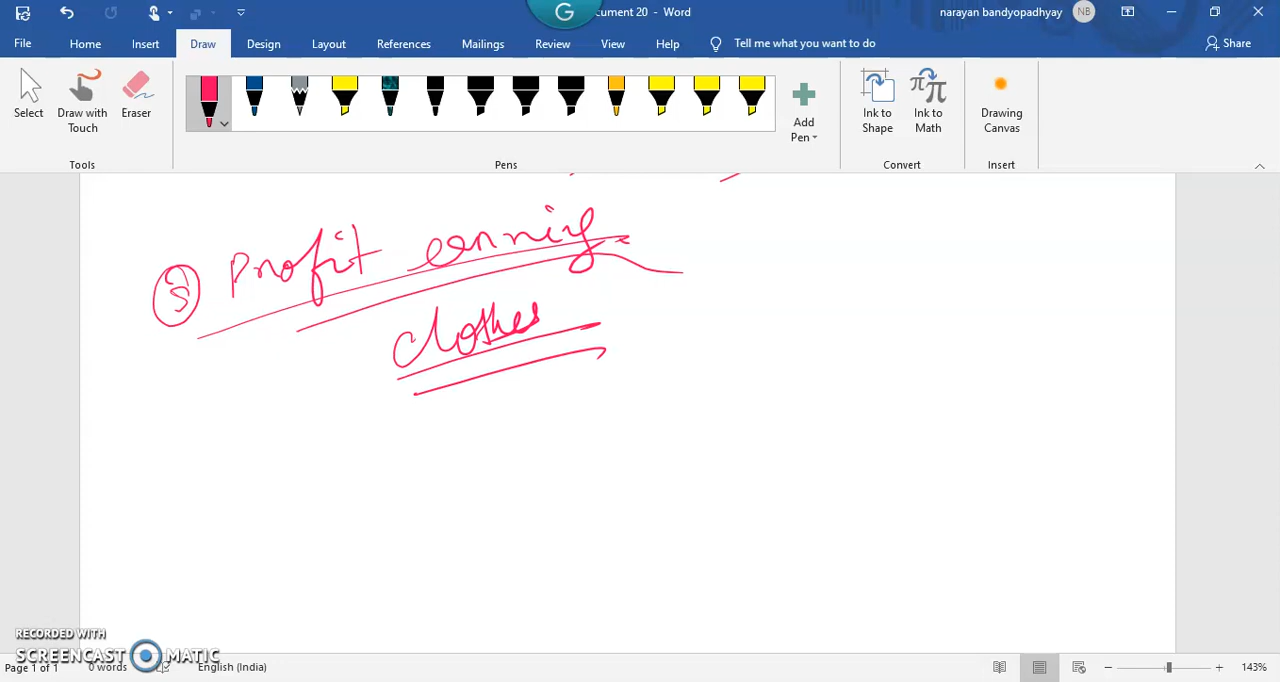 cument 20 - Word
narayan bandyopadhyay NB
File Home Insert Draw Design Layout References Mailings Review View Help Tell me what you want to do Share
Select Draw with Touch Eraser Add Pen Ink to Shape Ink to Math Drawing Canvas
Tools Pens Convert Insert
Profit
clothes
RECORDED WITH
SCREENCAST MATIC
Page 1 of 1 0 words English (India) 143%